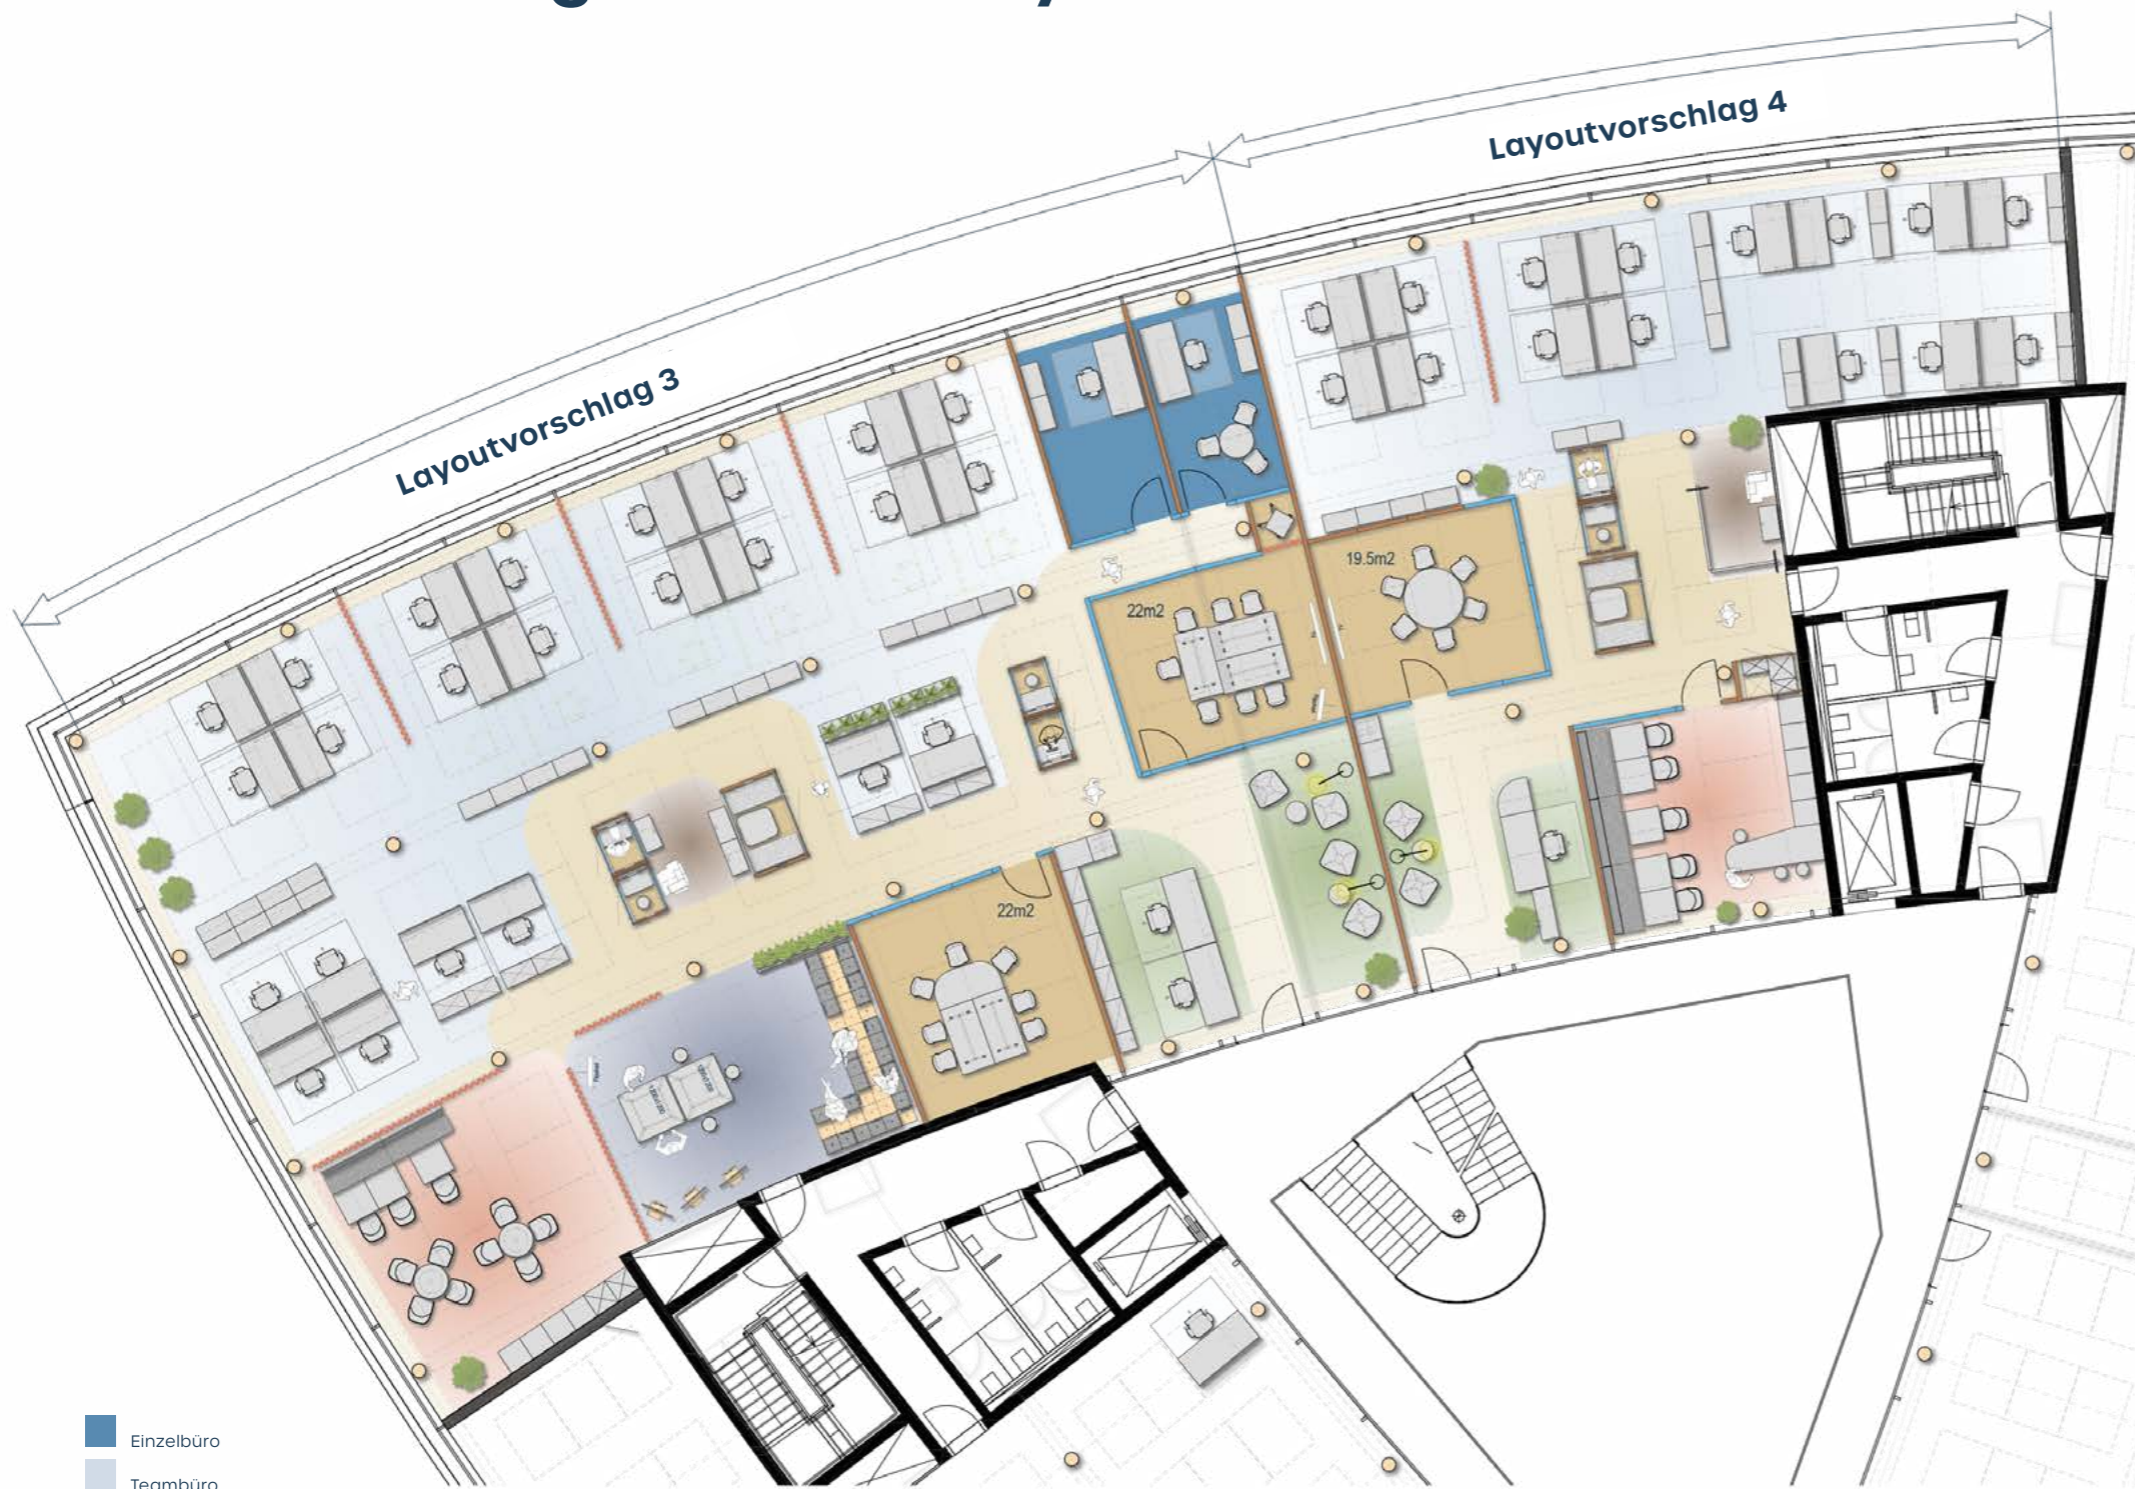 Layoutvorschlag 4
Layoutvorschlag 3
19.5m2
22m2
22m2
Einzelbüro
Teambüro